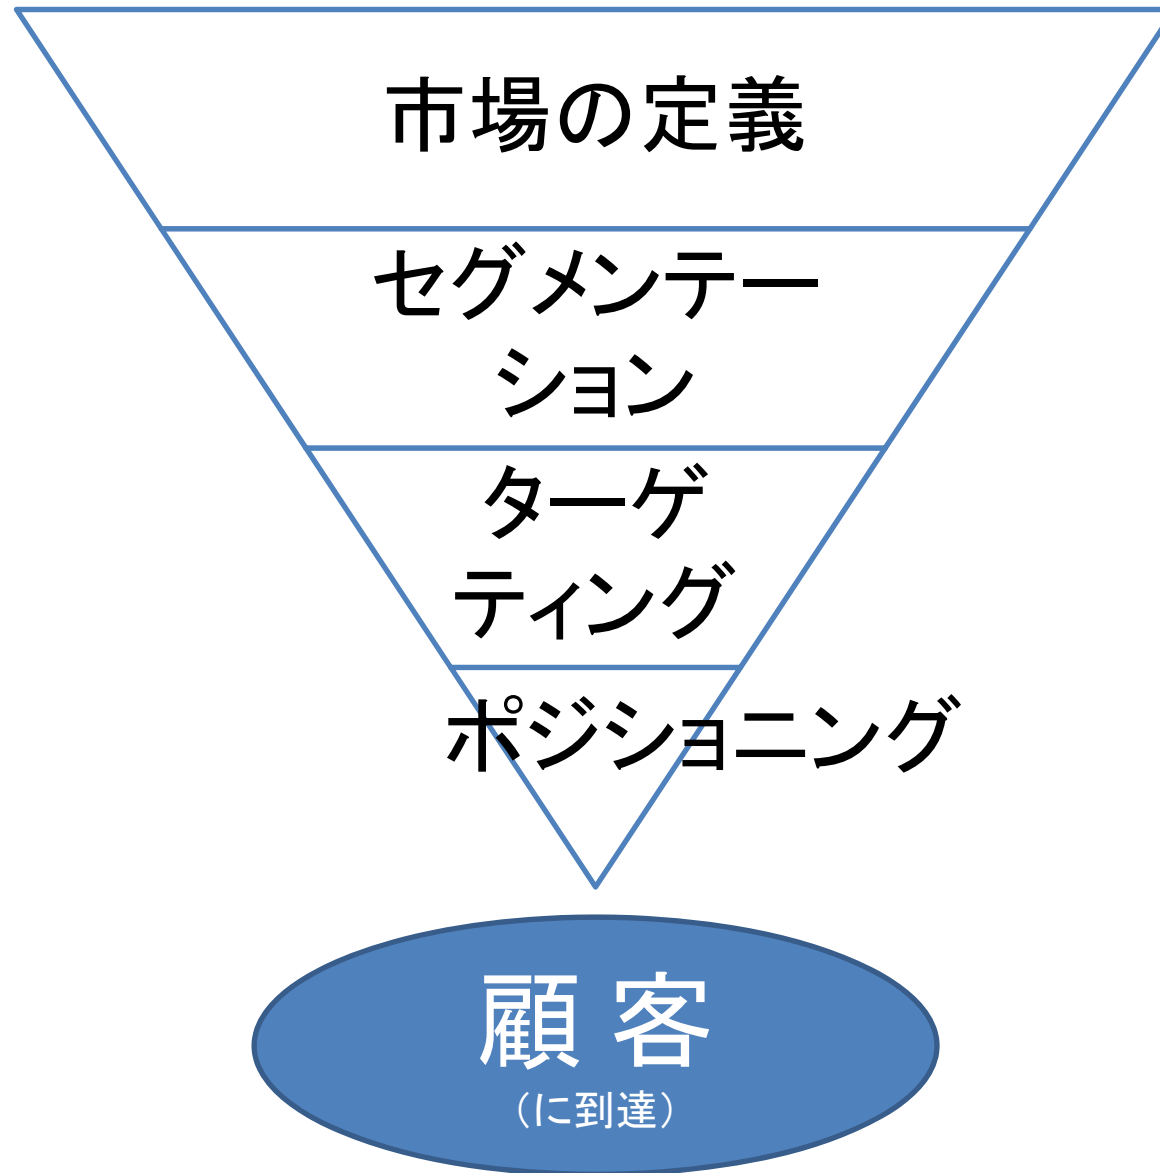 市場の定義
セグメンテー
ション
ターゲ
ティング
ポジショニング
顧 客
（に到達）